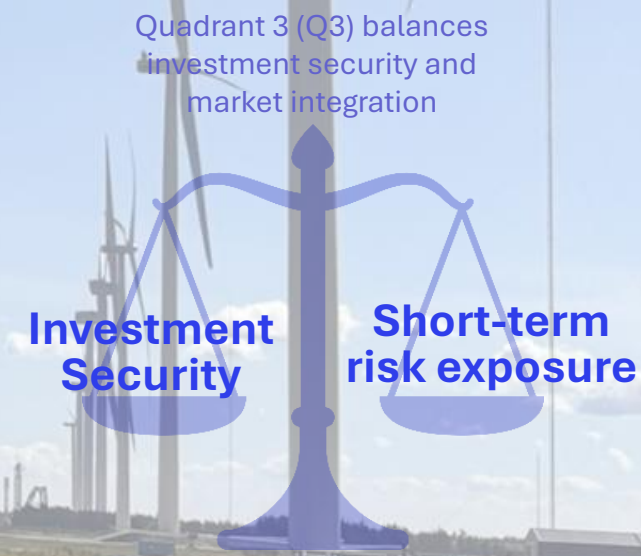 Quadrant 3 (Q3) balances
investment security and
market integration
Investment
Security
Short-term
risk exposure